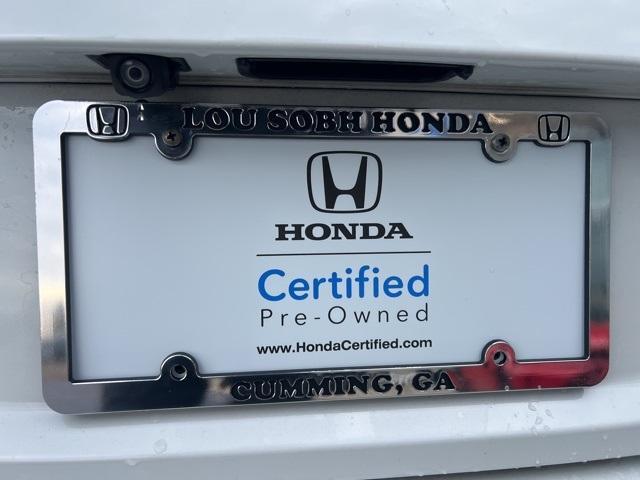 LOU SOBH HONDA
HONDA
Certified
Pre-Owned
www.HondaCertified.com
CUMMING, GA